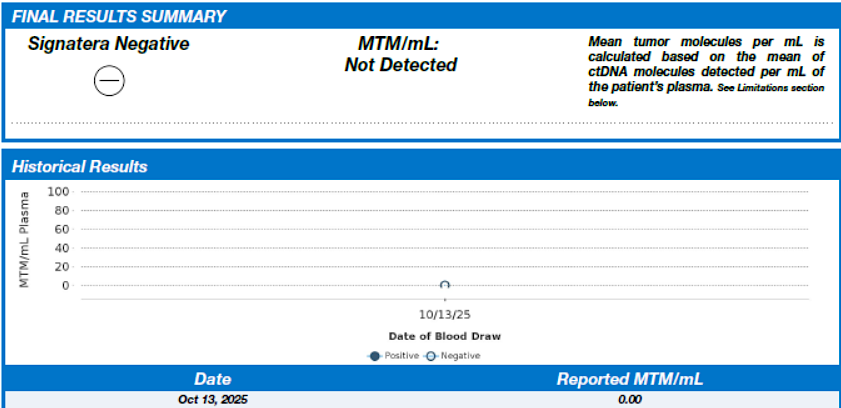 FINAL RESULTS SUMMARY
Signatera Negative
MTM/mL:
Not Detected
Mean tumor molecules per mL is
calculated based on the mean of
ctDNA molecules detected per mL of
the patient's plasma. See Limitations section
below.
Historical Results
MTM/mL Plasma
100
80
60
40
20
0
10/13/25
Date of Blood Draw
Positive Negative
Date Reported MTM/mL
Oct 13, 2025 0.00